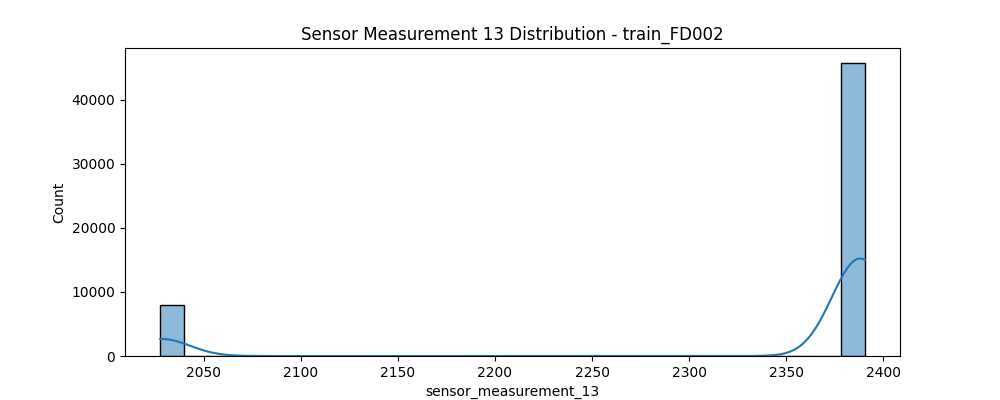 Sensor Measurement 13 Distribution - train_FD002
Count
40000
30000
20000
10000
0
2050 2100 2150 2200 2250 2300 2350 2400
sensor_measurement_13